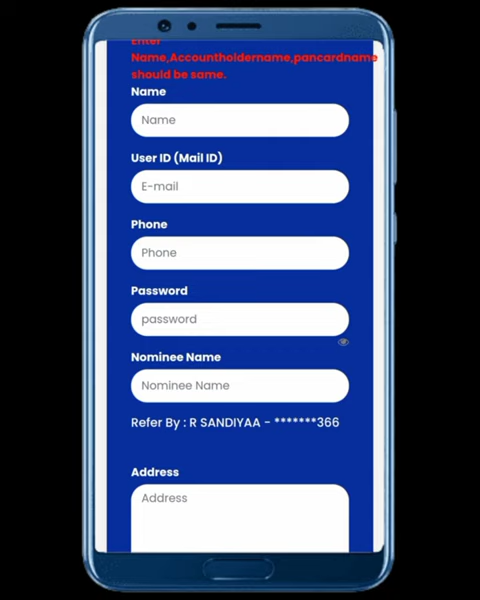 Enter
Name,Accountholdername,pancardname
should be same.
Name
Name
User ID (Mail ID)
E-mail
Phone
Phone
Password
password
Nominee Name
Nominee Name
Refer By : R SANDIYAA - *******366
Address
Address